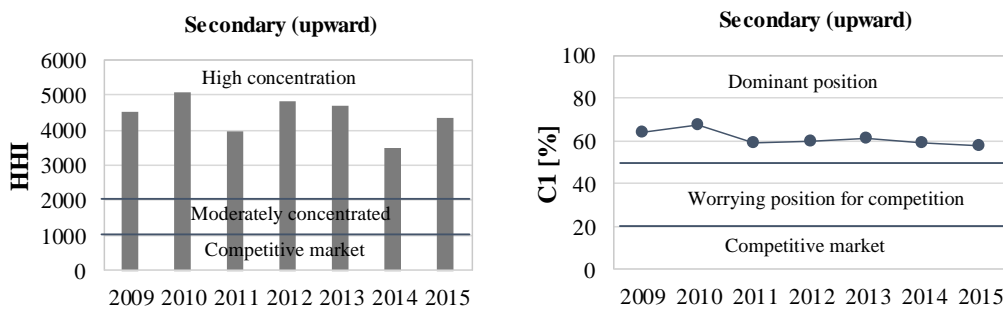 Secondary (upward)
HHI
6000
5000
4000
3000
2000
1000
0
High concentration
Moderately concentrated
Competitive market
2009 2010 2011 2012 2013 2014 2015
Secondary (upward)
C1 [%]
100
80
60
40
20
0
Dominant position
Worrying position for competition
Competitive market
2009 2010 2011 2012 2013 2014 2015